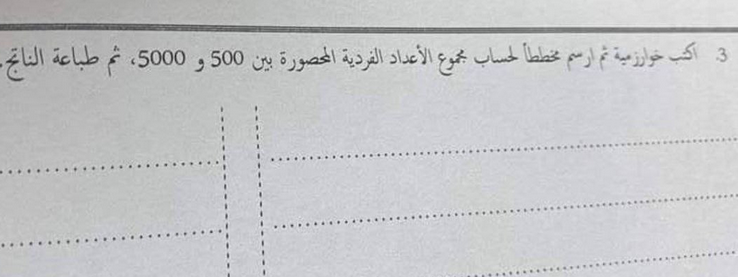 3. اكتب خوارزمية ثم ارسم مخططاً لحساب مجموع الأعداد الفردية المحصورة بين 500 و 5000، ثم طباعة الناتج.